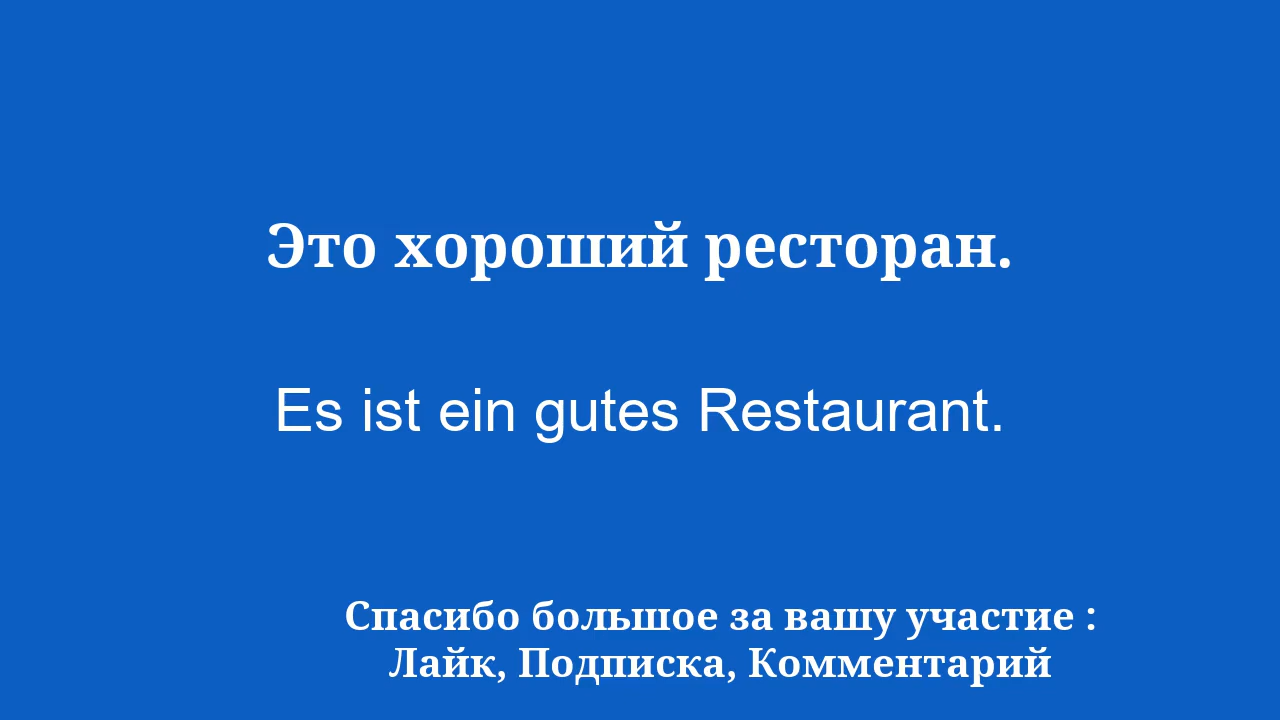 Это хороший ресторан.
Es ist ein gutes Restaurant.
Спасибо большое за вашу участие :
Лайк, Подписка, Комментарий